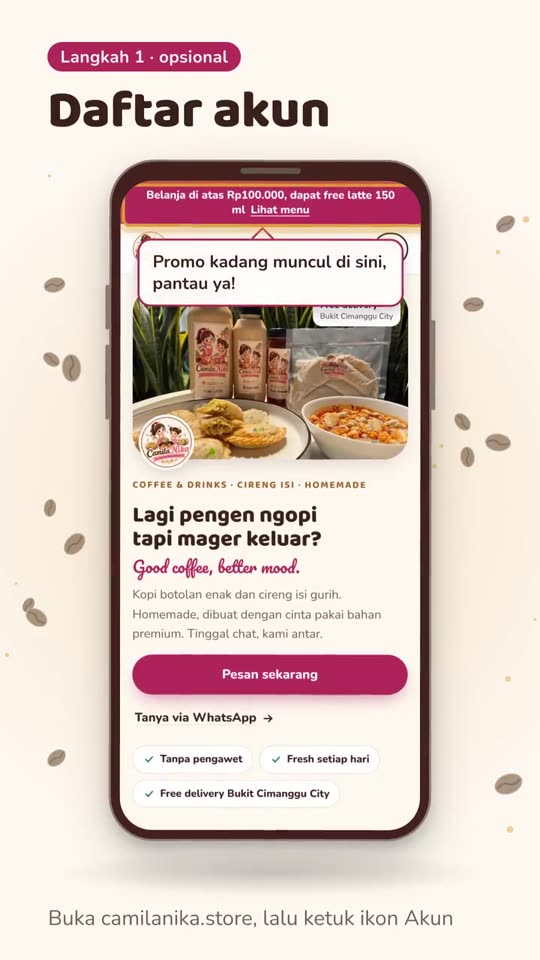 Langkah 1 · opsional
Daftar akun
Belanja di atas Rp100.000, dapat free latte 150
ml Lihat menu
Promo kadang muncul di sini,
pantau ya!
Bukit Cimanggu City
Camila Nika
Camila Nika
COFFEE & DRINKS · CIRENG ISI · HOMEMADE
Lagi pengen ngopi
tapi mager keluar?
Good coffee, better mood.
Kopi botolan enak dan cireng isi gurih.
Homemade, dibuat dengan cinta pakai bahan
premium. Tinggal chat, kami antar.
Pesan sekarang
Tanya via WhatsApp →
Tanpa pengawet
Fresh setiap hari
Free delivery Bukit Cimanggu City
Buka camilanika.store, lalu ketuk ikon Akun